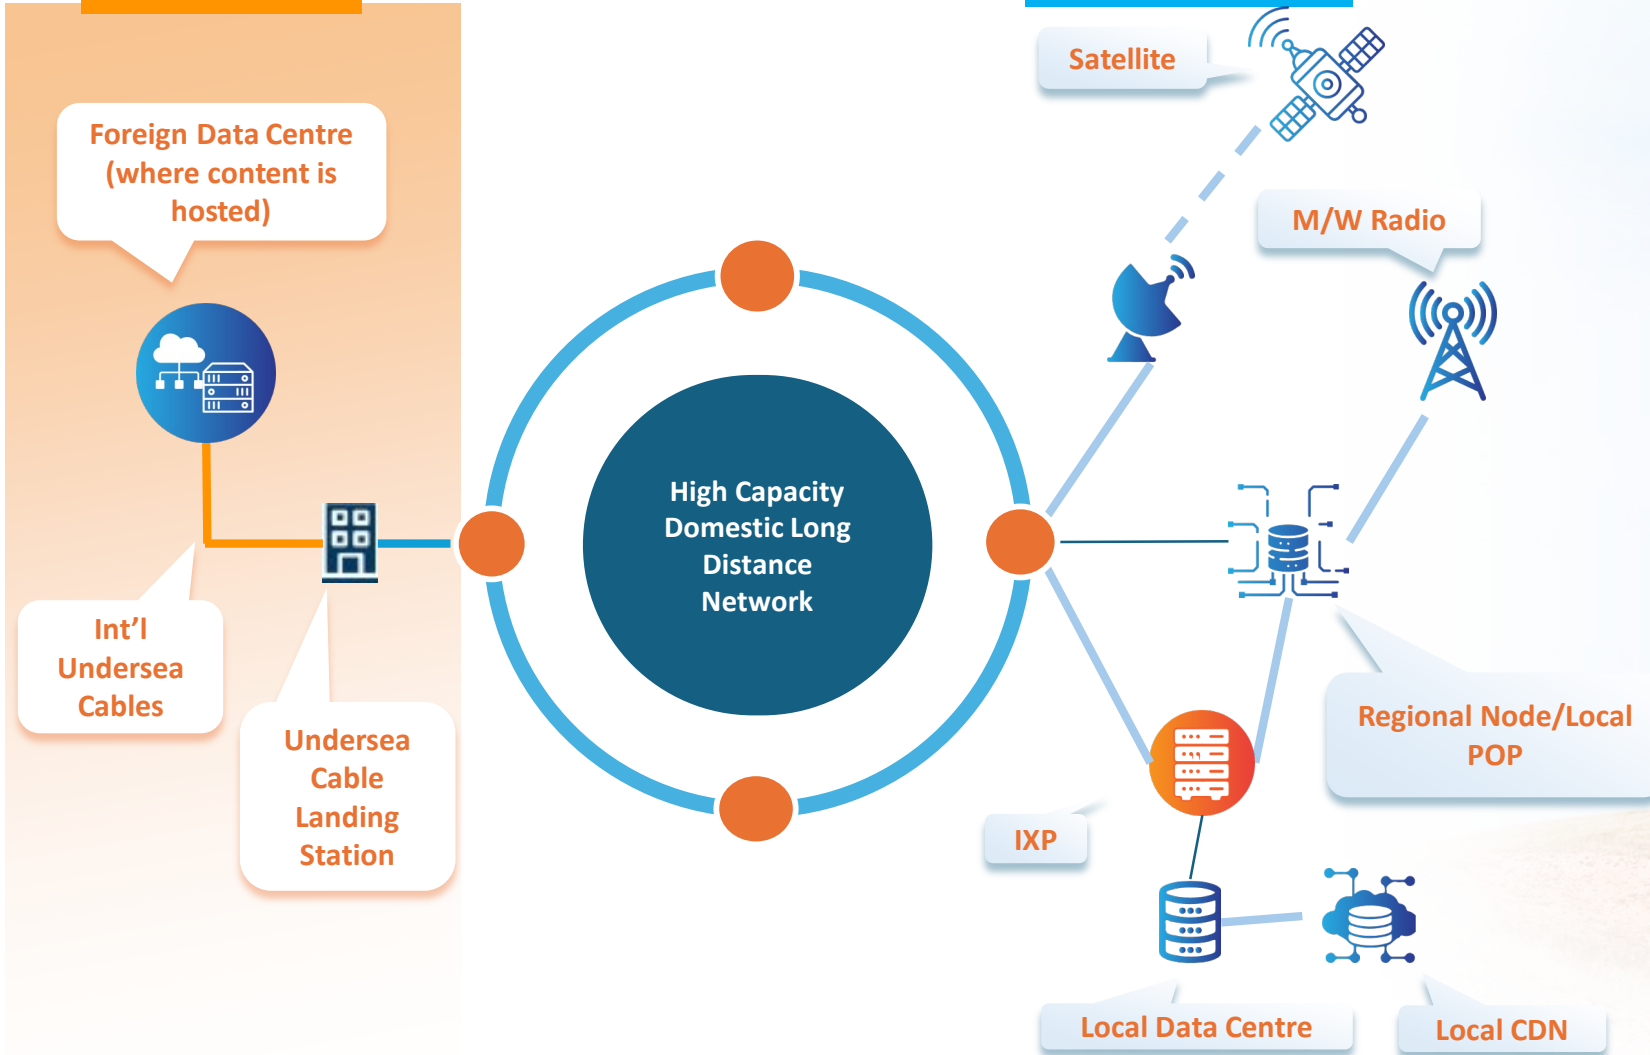 Satellite
Foreign Data Centre
(where content is
hosted)
M/W Radio
High Capacity
Domestic Long
Distance
Network
Int’l
Undersea
Cables
Undersea
Cable
Landing
Station
Regional Node/Local
POP
IXP
Local Data Centre
Local CDN